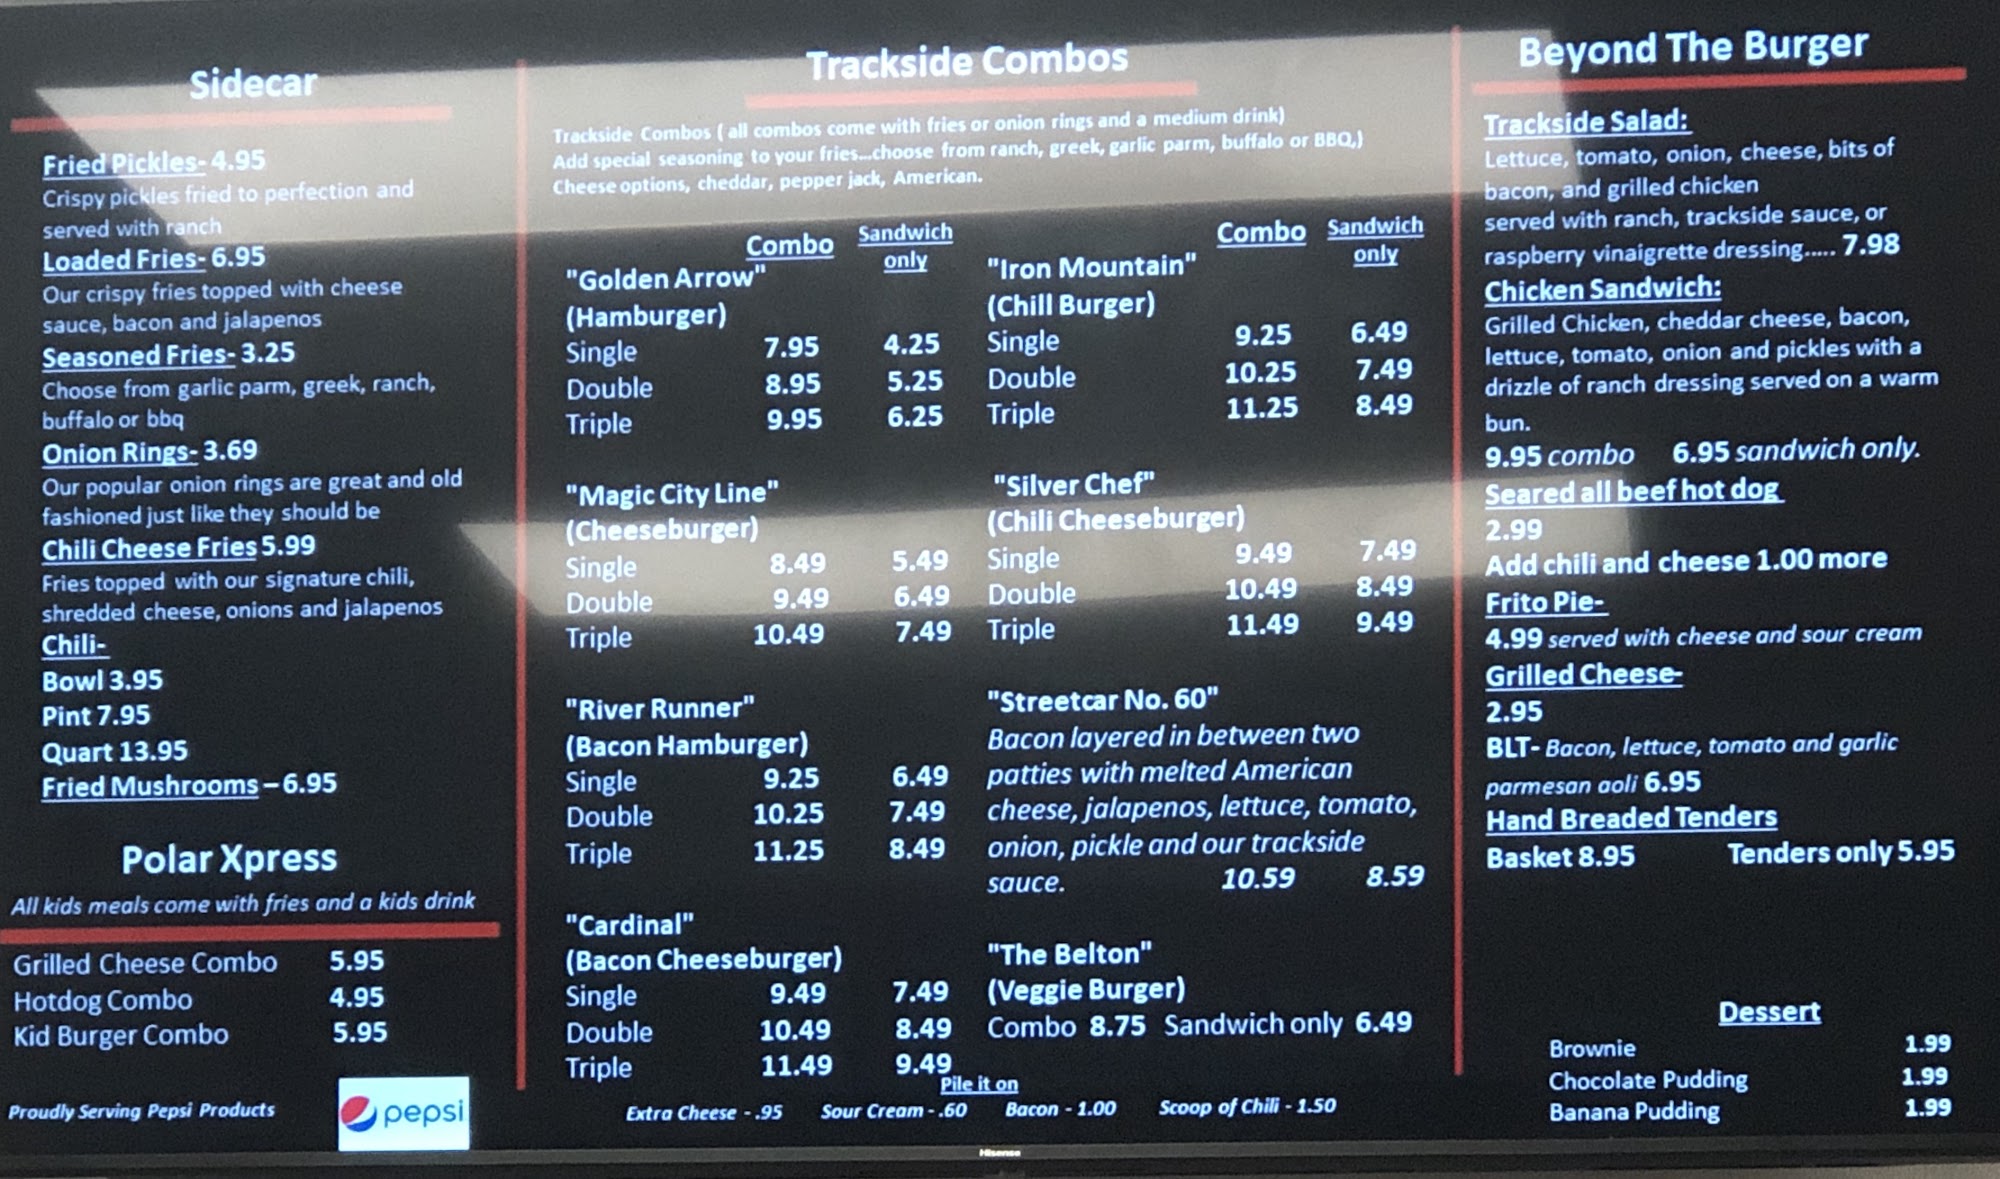 Sidecar
Fried Pickles- 4.95
Crispy pickles fried to perfection and
served with ranch
Loaded Fries- 6.95
Our crispy fries topped with cheese
sauce, bacon and jalapenos
Seasoned Fries- 3.25
Choose from garlic parm, greek, ranch,
buffalo or bbq
Onion Rings- 3.69
Our popular onion rings are great and old
fashioned just like they should be
Chili Cheese Fries 5.99
Fries topped with our signature chili,
shredded cheese, onions and jalapenos
Chili-
Bowl 3.95
Pint 7.95
Quart 13.95
Fried Mushrooms – 6.95
Polar Xpress
All kids meals come with fries and a kids drink
Grilled Cheese Combo 5.95
Hotdog Combo 4.95
Kid Burger Combo 5.95
Proudly Serving Pepsi Products
pepsi
Trackside Combos
Trackside Combos ( all combos come with fries or onion rings and a medium drink)
Add special seasoning to your fries...choose from ranch, greek, garlic parm, buffalo or BBQ,)
Cheese options, cheddar, pepper jack, American.
Combo Sandwich only
"Golden Arrow"
(Hamburger)
Single 7.95 4.25
Double 8.95 5.25
Triple 9.95 6.25
"Magic City Line"
(Cheeseburger)
Single 8.49 5.49
Double 9.49 6.49
Triple 10.49 7.49
"River Runner"
(Bacon Hamburger)
Single 9.25 6.49
Double 10.25 7.49
Triple 11.25 8.49
"Cardinal"
(Bacon Cheeseburger)
Single 9.49 7.49
Double 10.49 8.49
Triple 11.49 9.49
Combo Sandwich only
"Iron Mountain"
(Chill Burger)
Single 9.25 6.49
Double 10.25 7.49
Triple 11.25 8.49
"Silver Chef"
(Chili Cheeseburger)
Single 9.49 7.49
Double 10.49 8.49
Triple 11.49 9.49
"Streetcar No. 60"
Bacon layered in between two
patties with melted American
cheese, jalapenos, lettuce, tomato,
onion, pickle and our trackside
sauce. 10.59 8.59
"The Belton"
(Veggie Burger)
Combo 8.75 Sandwich only 6.49
Pile it on
Extra Cheese - .95 Sour Cream - .60 Bacon - 1.00 Scoop of Chili - 1.50
Beyond The Burger
Trackside Salad:
Lettuce, tomato, onion, cheese, bits of
bacon, and grilled chicken
served with ranch, trackside sauce, or
raspberry vinaigrette dressing..... 7.98
Chicken Sandwich:
Grilled Chicken, cheddar cheese, bacon,
lettuce, tomato, onion and pickles with a
drizzle of ranch dressing served on a warm
bun.
9.95 combo 6.95 sandwich only.
Seared all beef hot dog
2.99
Add chili and cheese 1.00 more
Frito Pie-
4.99 served with cheese and sour cream
Grilled Cheese-
2.95
BLT- Bacon, lettuce, tomato and garlic
parmesan aoli 6.95
Hand Breaded Tenders
Basket 8.95 Tenders only 5.95
Dessert
Brownie 1.99
Chocolate Pudding 1.99
Banana Pudding 1.99
Hisense